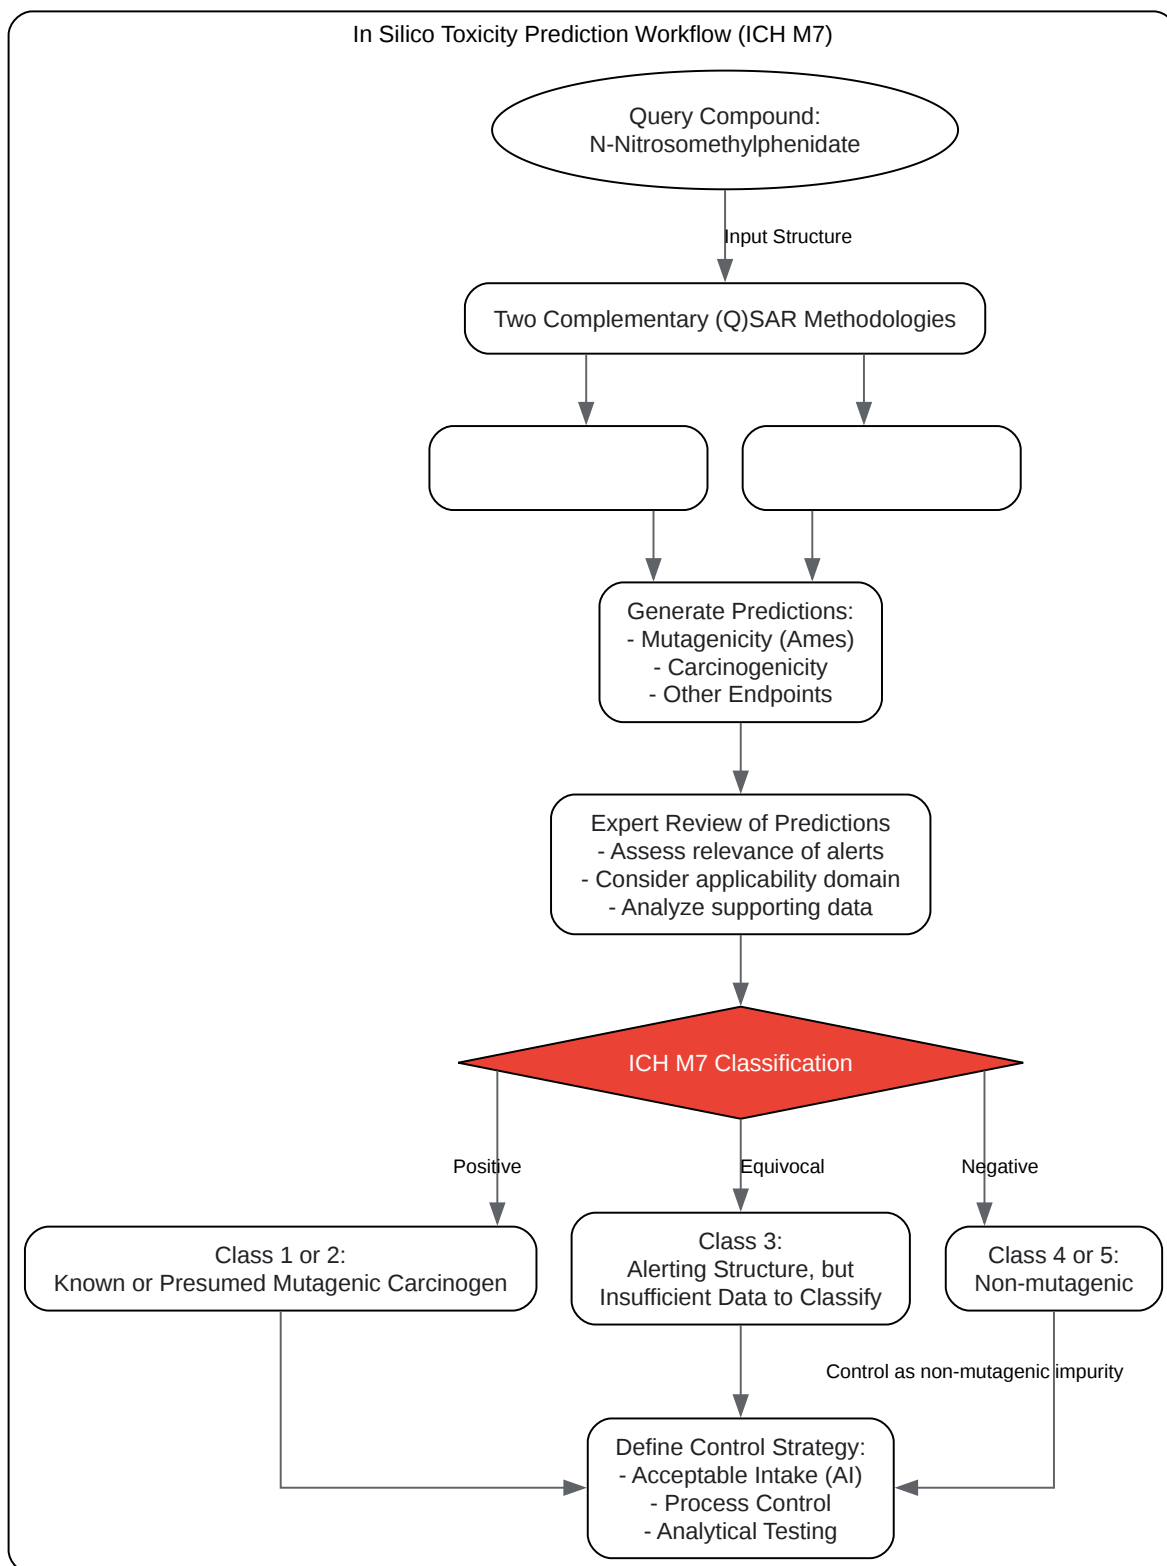 In Silico Toxicity Prediction Workflow (ICH M7)
Query Compound:
N-Nitrosomethylphenidate
Input Structure
Two Complementary (Q)SAR Methodologies
Generate Predictions:
- Mutagenicity (Ames)
- Carcinogenicity
- Other Endpoints
Expert Review of Predictions
- Assess relevance of alerts
- Consider applicability domain
- Analyze supporting data
ICH M7 Classification
Positive
Equivocal
Negative
Class 1 or 2:
Known or Presumed Mutagenic Carcinogen
Class 3:
Alerting Structure, but
Insufficient Data to Classify
Class 4 or 5:
Non-mutagenic
Control as non-mutagenic impurity
Define Control Strategy:
- Acceptable Intake (AI)
- Process Control
- Analytical Testing